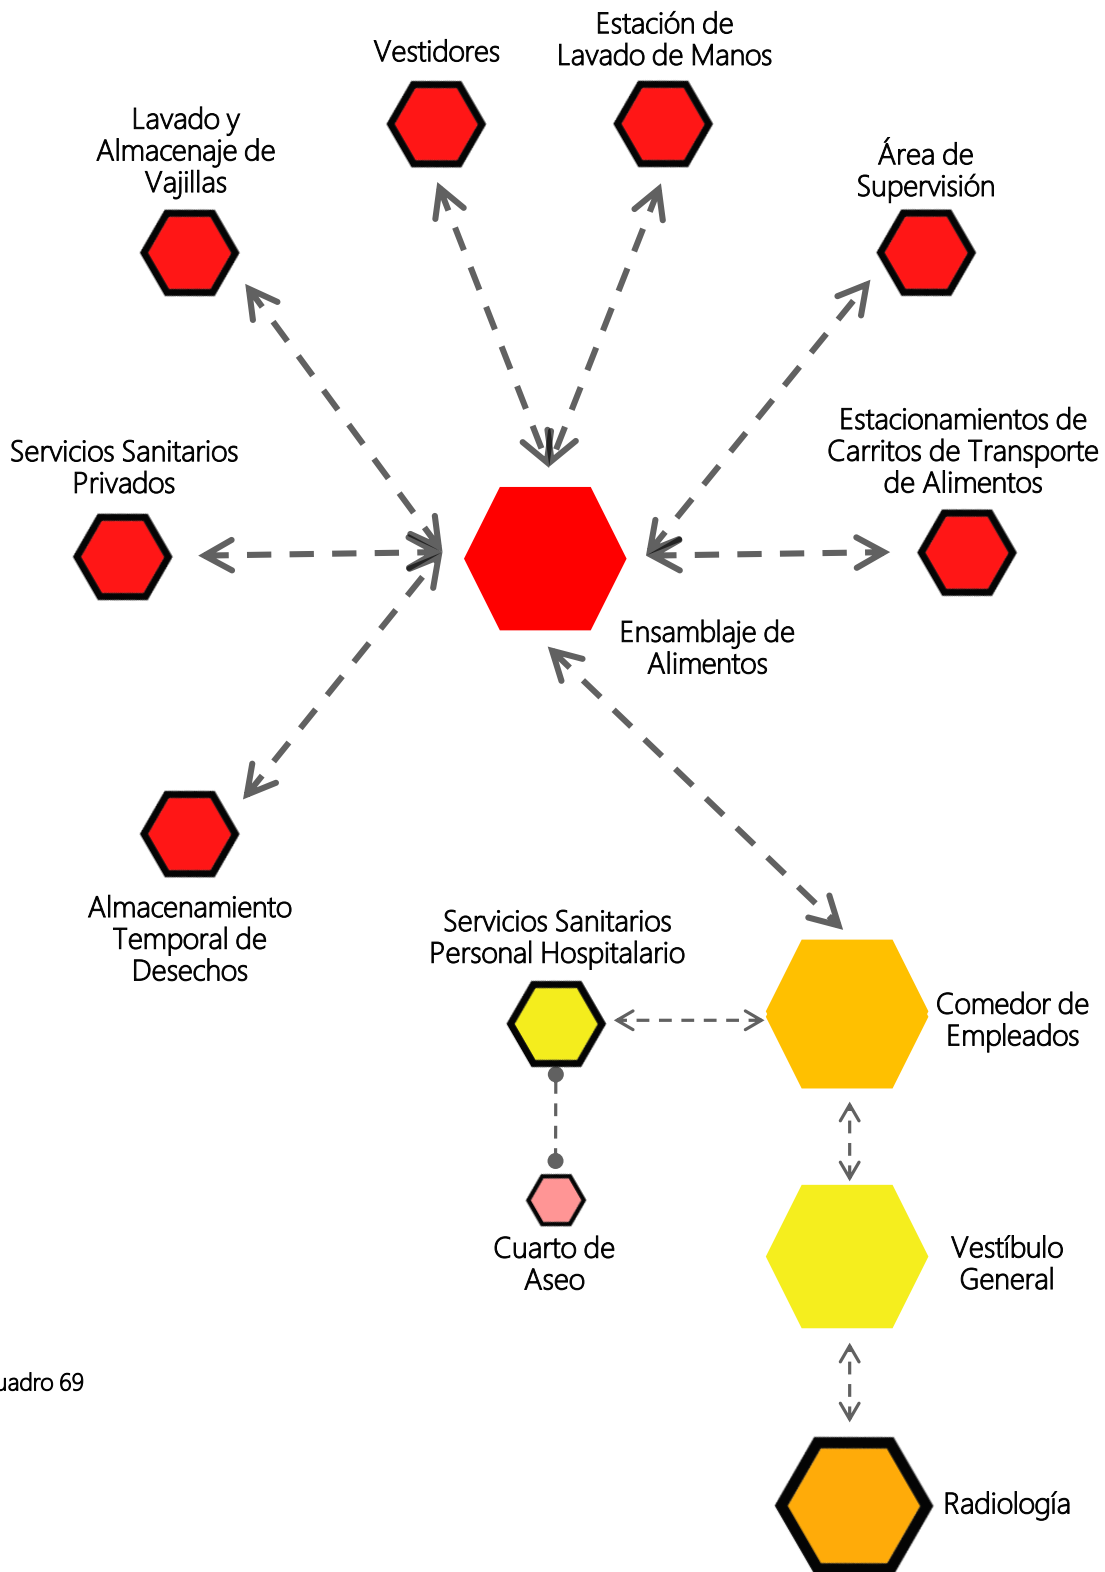 Estación de
Lavado de Manos
Vestidores
Lavado y
Almacenaje de
Vajillas
Área de
Supervisión
Servicios Sanitarios
Privados
Estacionamientos de
Carritos de Transporte
de Alimentos
Ensamblaje de
Alimentos
Almacenamiento
Temporal de
Desechos
Servicios Sanitarios
Personal Hospitalario
Comedor de
Empleados
Cuarto de
Aseo
Vestíbulo
General
uadro 69
Radiología